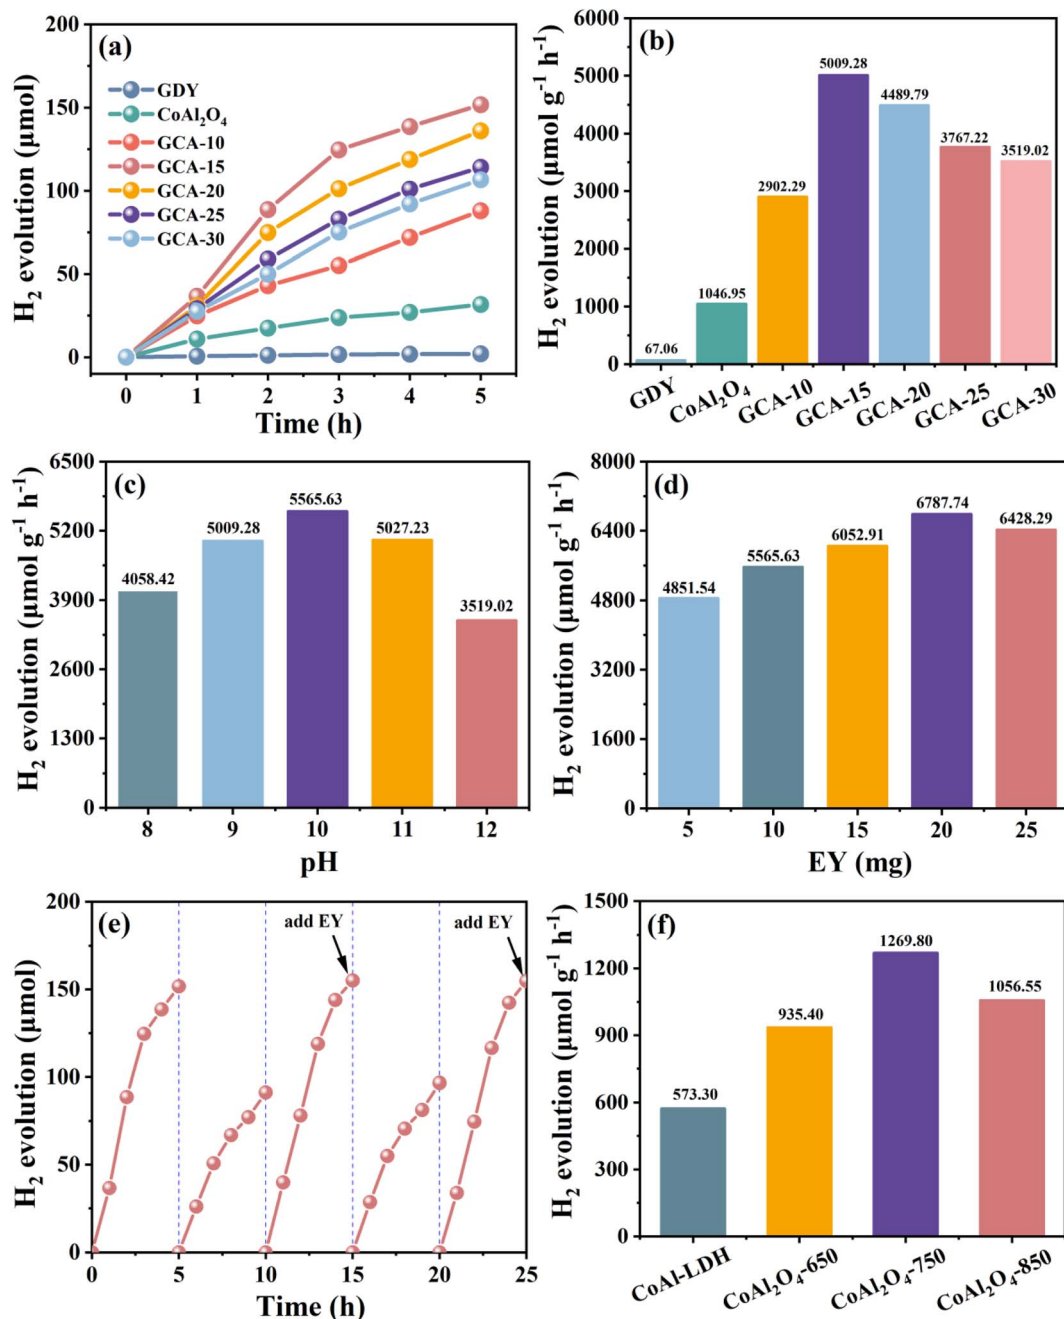 (a)
H₂ evolution (μmol)
200
150
100
50
0
GDY
CoAl₂O₄
GCA-10
GCA-15
GCA-20
GCA-25
GCA-30
0 1 2 3 4 5
Time (h)
(b)
H₂ evolution (μmol g⁻¹ h⁻¹)
6000
5000
4000
3000
2000
1000
0
67.06
1046.95
2902.29
5009.28
4489.79
3767.22
3519.02
GDY
CoAl₂O₄
GCA-10
GCA-15
GCA-20
GCA-25
GCA-30
(c)
H₂ evolution (μmol g⁻¹ h⁻¹)
6500
5200
3900
2600
1300
0
4058.42
5009.28
5565.63
5027.23
3519.02
8 9 10 11 12
pH
(d)
H₂ evolution (μmol g⁻¹ h⁻¹)
8000
6400
4800
3200
1600
0
4851.54
5565.63
6052.91
6787.74
6428.29
5 10 15 20 25
EY (mg)
(e)
H₂ evolution (μmol)
200
150
100
50
0
add EY
add EY
0 5 10 15 20 25
Time (h)
(f)
H₂ evolution (μmol g⁻¹ h⁻¹)
1500
1200
900
600
300
0
573.30
935.40
1269.80
1056.55
CoAl-LDH
CoAl₂O₄-650
CoAl₂O₄-750
CoAl₂O₄-850